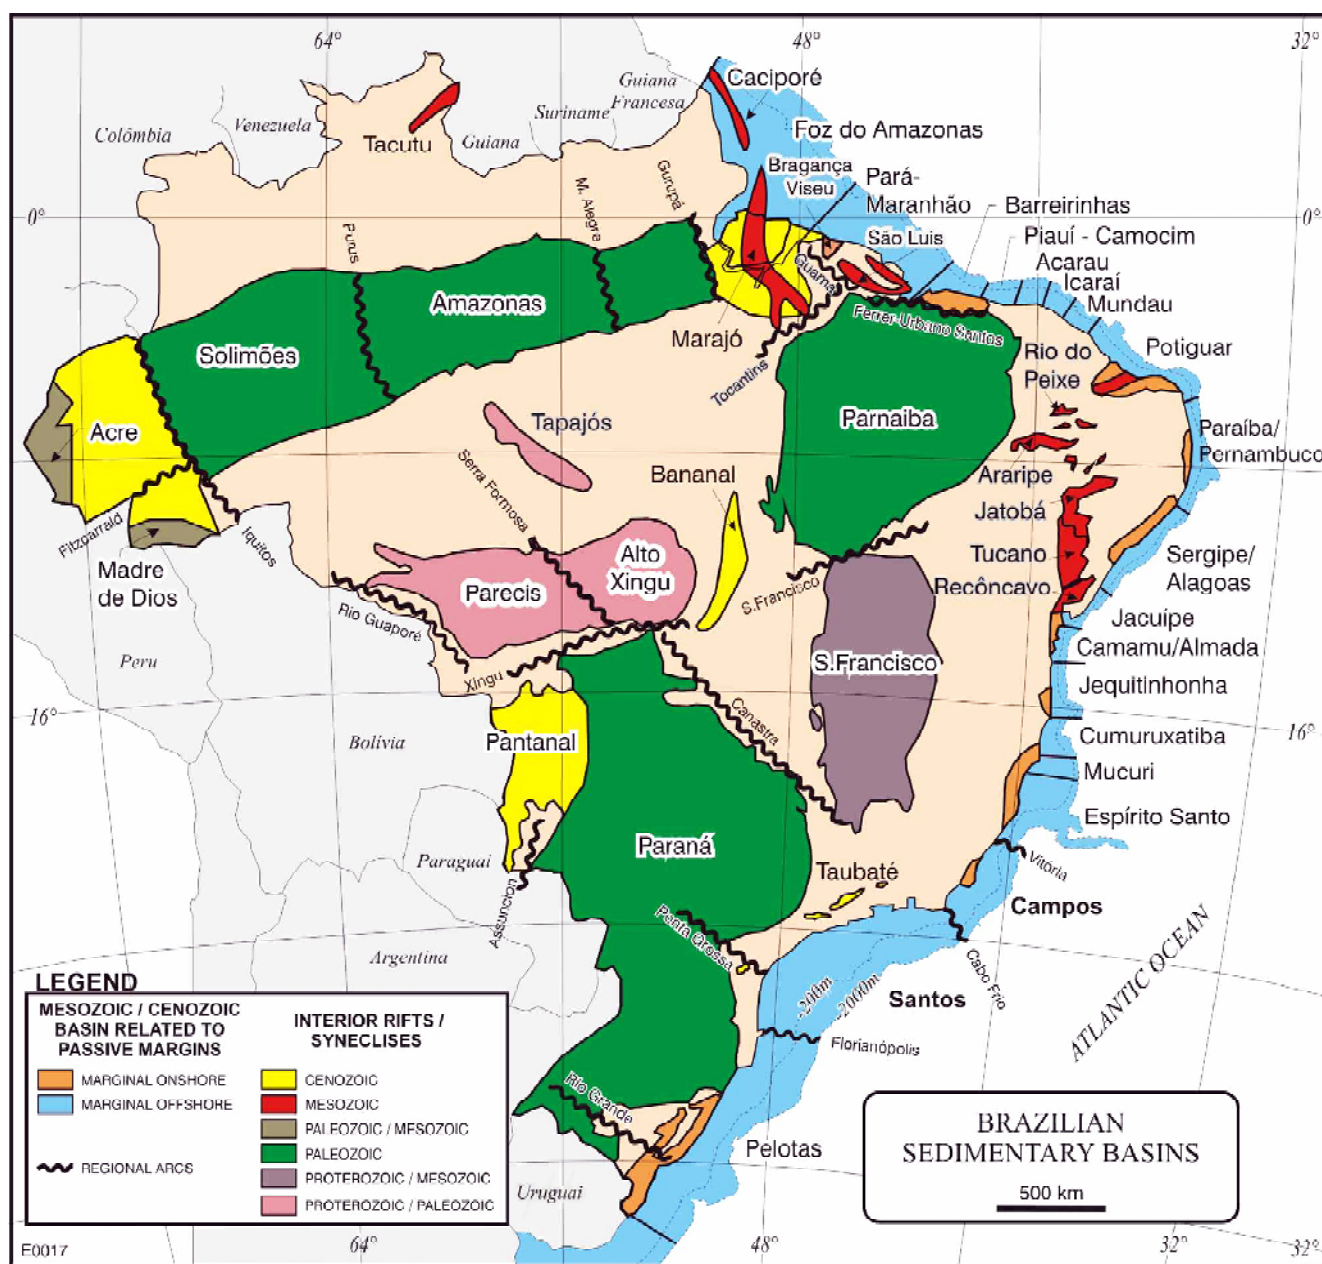 64°
48°
32°
Caciporé
Guiana
Francesa
Suriname
Venezuela
Colômbia
Guiana
Tacutu
Foz do Amazonas
Bragança
Viseu
Pará-
Maranhão
Barreirinhas
São Luis
Piauí - Camocim
Acarau
Icaraí
Mundau
0°
0°
Gurupá
Mt. Alegre
Purus
Guamá
Amazonas
Solimões
Marajó
Ferrer-Urbano Santos
Tocantins
Potiguar
Rio do
Peixe
Parnaiba
Acre
Tapajós
Serra Formosa
Bananal
Araripe
Jatobá
Tucano
Recôncavo
Paraíba/
Pernambuco
Sergipe/
Alagoas
Fitzgarrald
Iquitos
Madre
de Dios
Alto
Xingu
Parecis
Rio Guaporé
S.Francisco
Xingu
Peru
S.Francisco
Jacuípe
Camamu/Almada
Jequitinhonha
16°
16°
Canastra
Bolívia
Pantanal
Cumuruxatiba
Mucuri
Espírito Santo
Paraná
Paraguai
Taubaté
Vitória
Assuncion
Campos
Ponta Grossa
Cabo Frio
Argentina
Santos
-200m
-2000m
ATLANTIC OCEAN
Florianópolis
Rio Grande
Pelotas
Uruguai
LEGEND
MESOZOIC / CENOZOIC
BASIN RELATED TO
PASSIVE MARGINS
MARGINAL ONSHORE
MARGINAL OFFSHORE
REGIONAL ARCS
INTERIOR RIFTS /
SYNECLISES
CENOZOIC
MESOZOIC
PALEOZOIC / MESOZOIC
PALEOZOIC
PROTEROZOIC / MESOZOIC
PROTEROZOIC / PALEOZOIC
BRAZILIAN
SEDIMENTARY BASINS
500 km
E0017
64°
48°
32°
32°